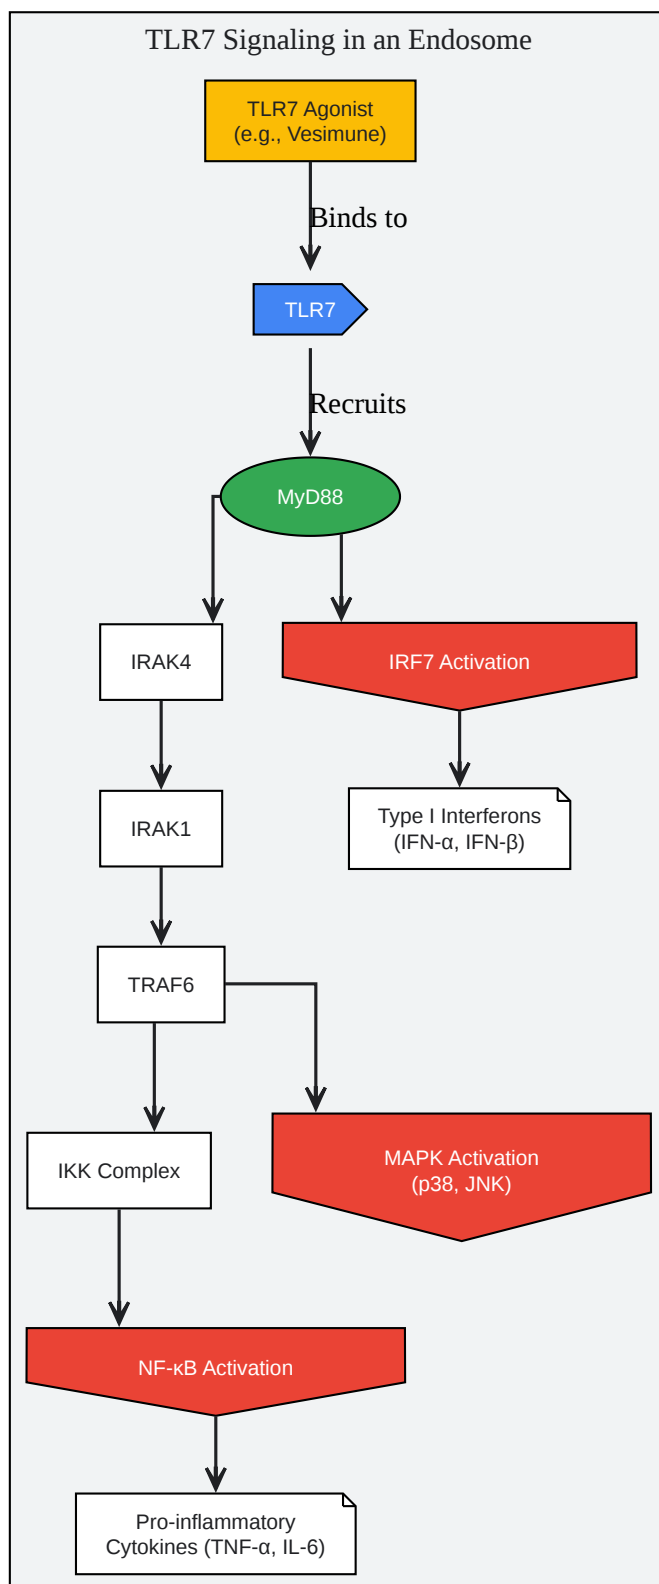 TLR7 Signaling in an Endosome
TLR7 Agonist
(e.g., Vesimune)
Binds to
TLR7
Recruits
MyD88
IRAK4
IRF7 Activation
IRAK1
Type I Interferons
(IFN-α, IFN-β)
TRAF6
IKK Complex
MAPK Activation
(p38, JNK)
NF-κB Activation
Pro-inflammatory
Cytokines (TNF-α, IL-6)